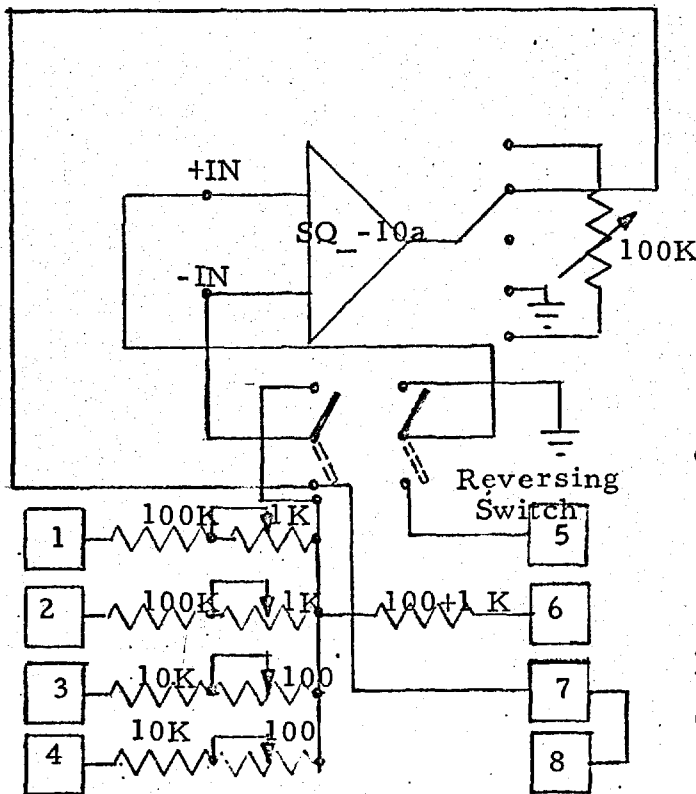 +IN
SQ_-10a
-IN
100K
Reversing
Switch
1 100K 1K 5
2 100K 1K 100+1 K 6
3 10K 100 7
4 10K 100 8